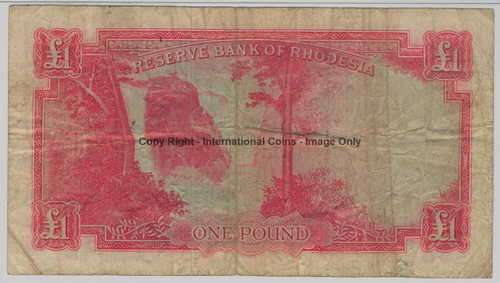 £1 £1
RESERVE BANK OF RHODESIA
Copy Right - International Coins - Image Only
£1 £1
ONE POUND